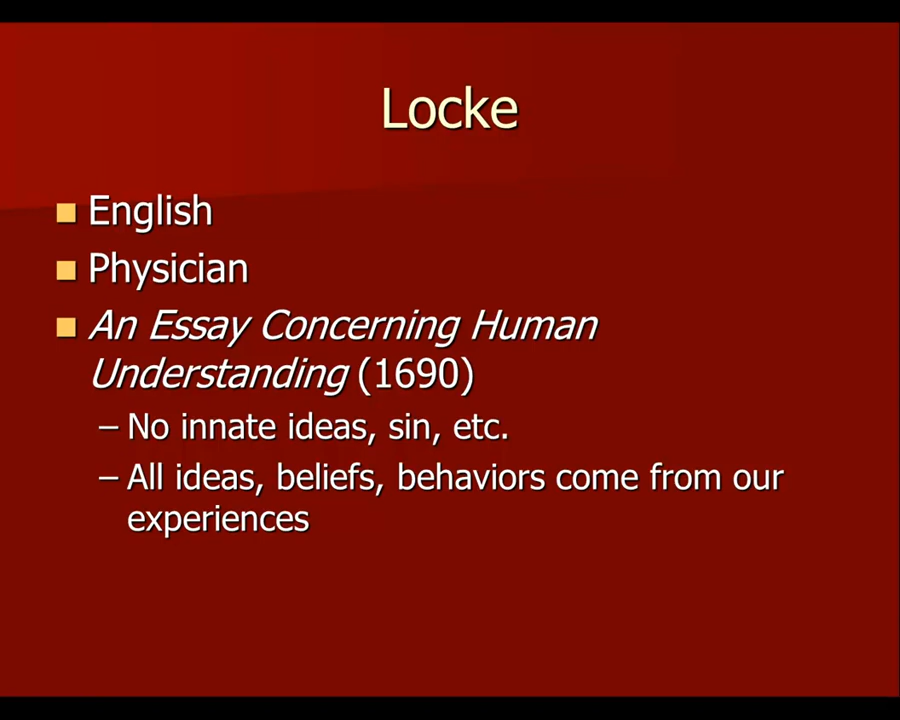 Locke
■ English
■ Physician
■ An Essay Concerning Human
Understanding (1690)
– No innate ideas, sin, etc.
– All ideas, beliefs, behaviors come from our
experiences